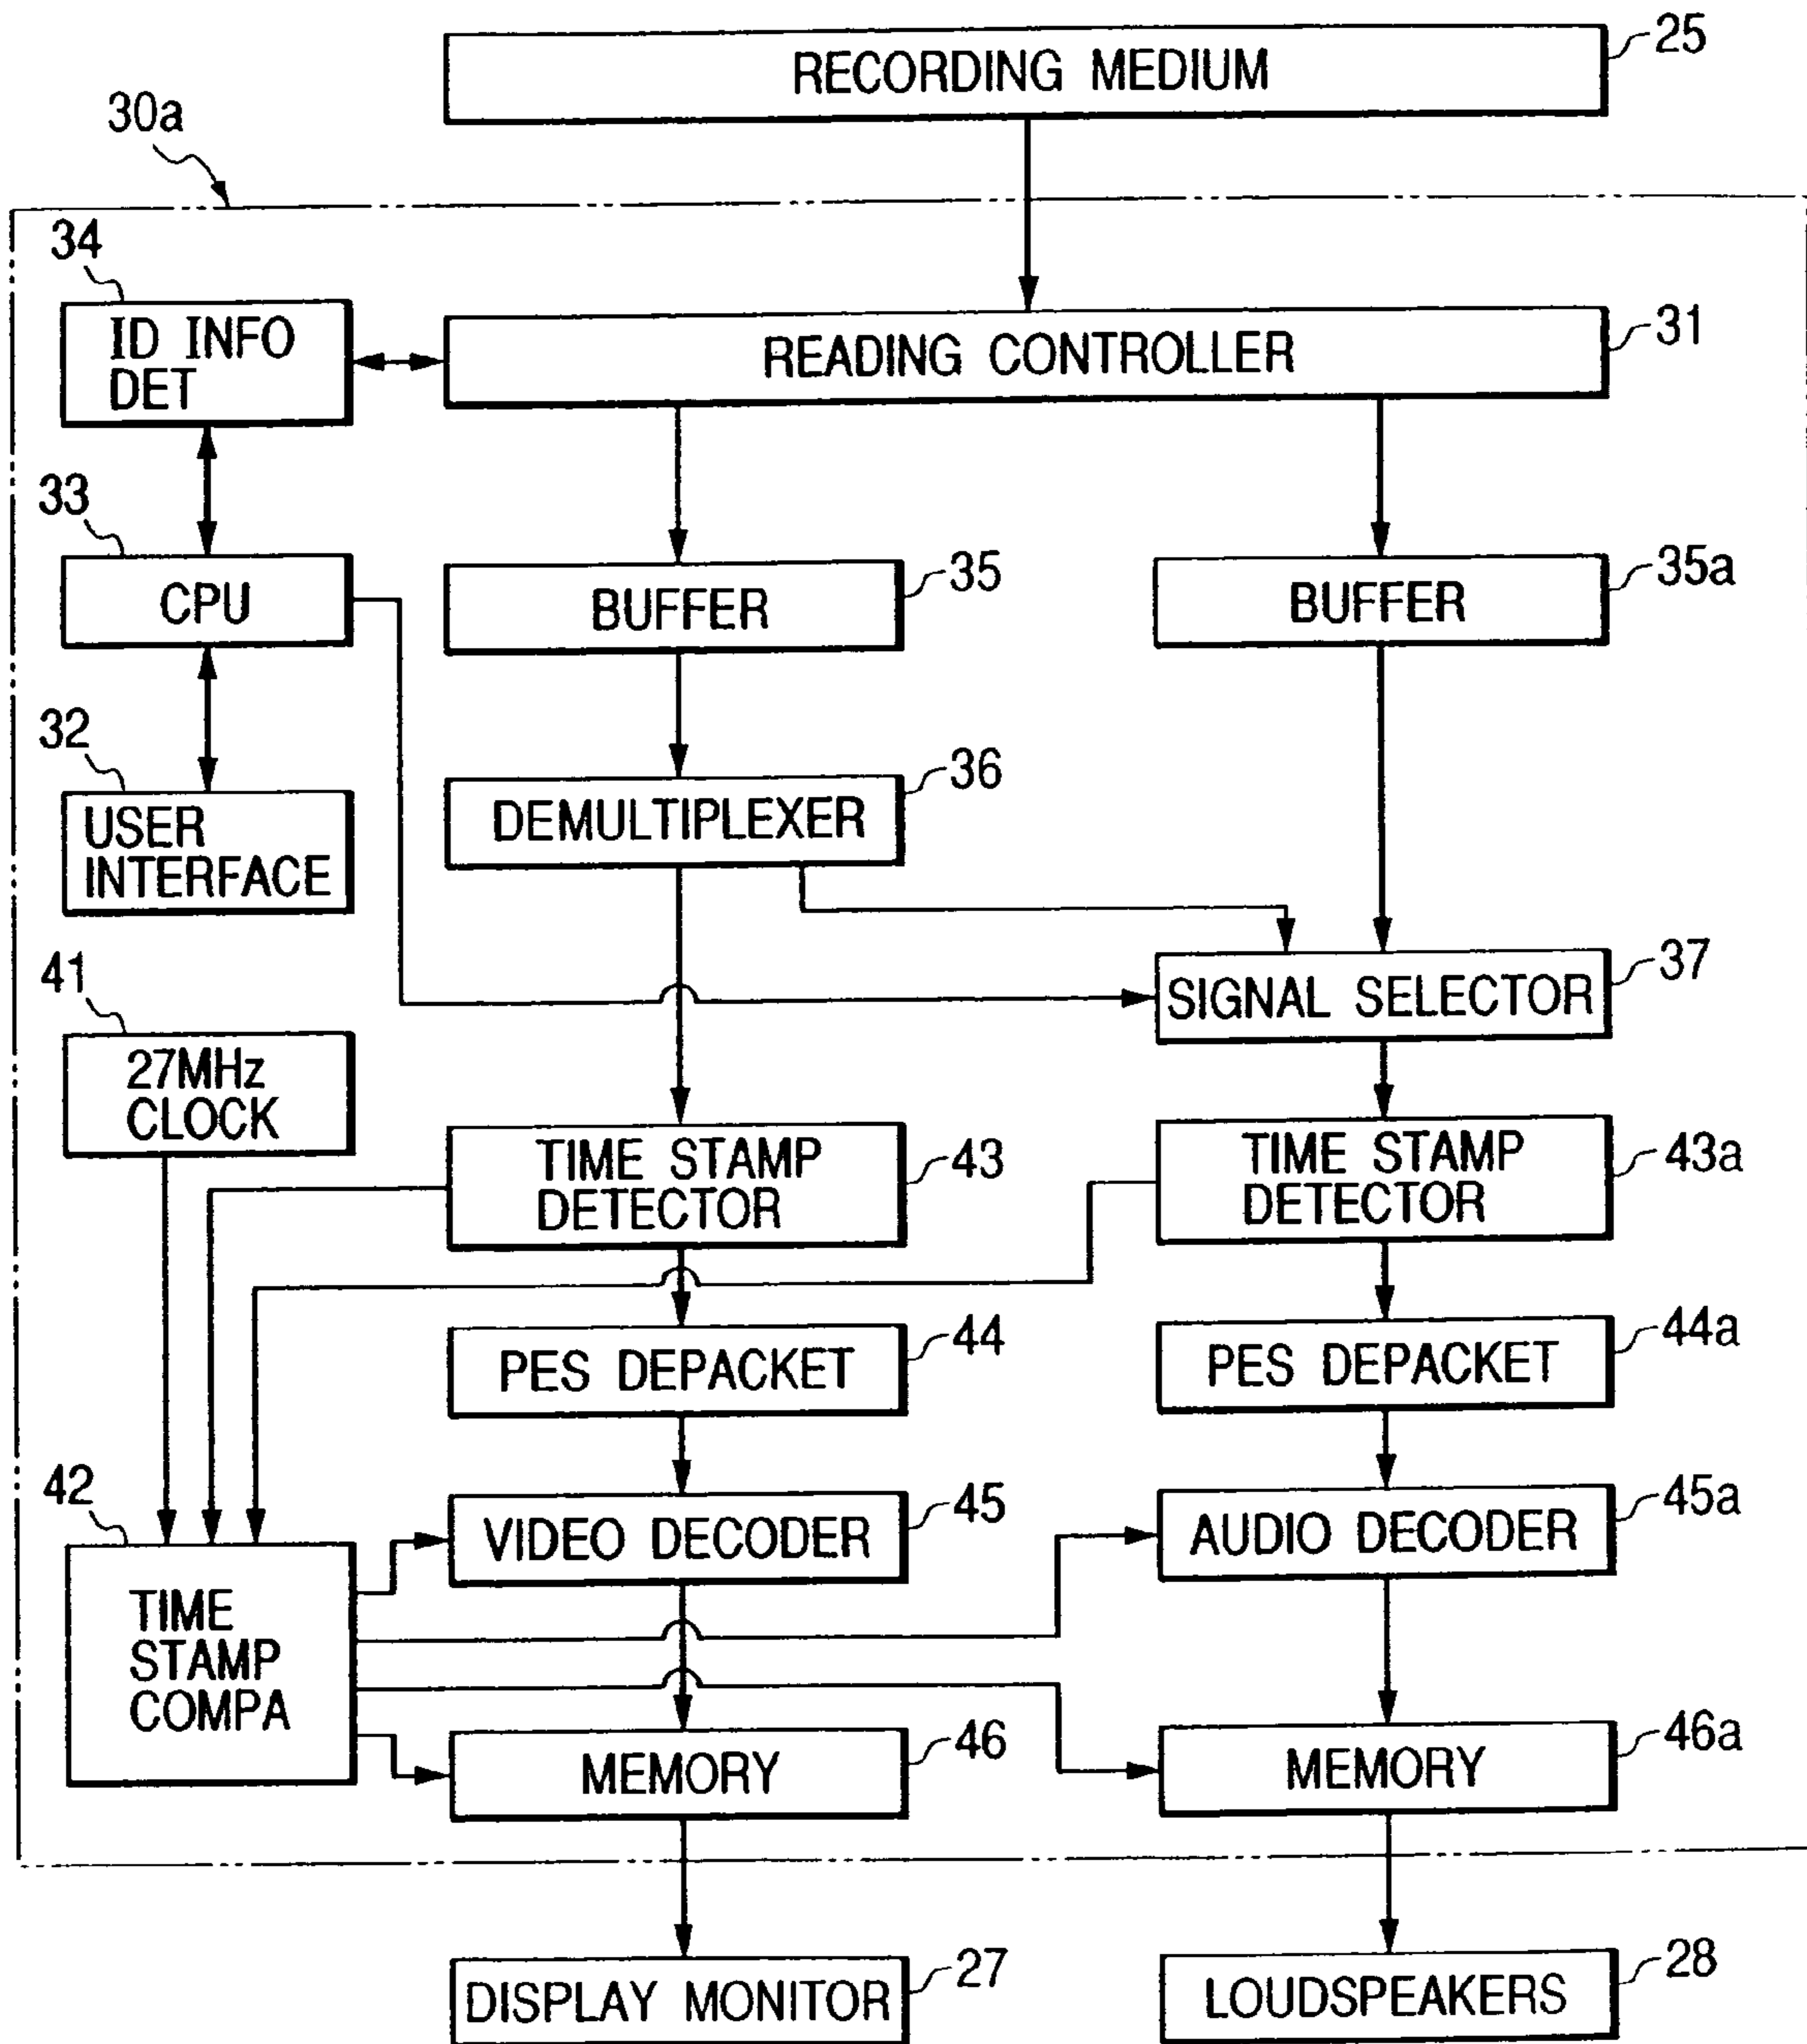 25
RECORDING MEDIUM
30a
34
ID INFO
DET
31
READING CONTROLLER
33
CPU
35
BUFFER
35a
BUFFER
32
USER
INTERFACE
36
DEMULTIPLEXER
37
SIGNAL SELECTOR
41
27MHz
CLOCK
43
TIME STAMP
DETECTOR
43a
TIME STAMP
DETECTOR
44
PES DEPACKET
44a
PES DEPACKET
42
TIME
STAMP
COMPA
45
VIDEO DECODER
45a
AUDIO DECODER
46
MEMORY
46a
MEMORY
27
DISPLAY MONITOR
28
LOUDSPEAKERS